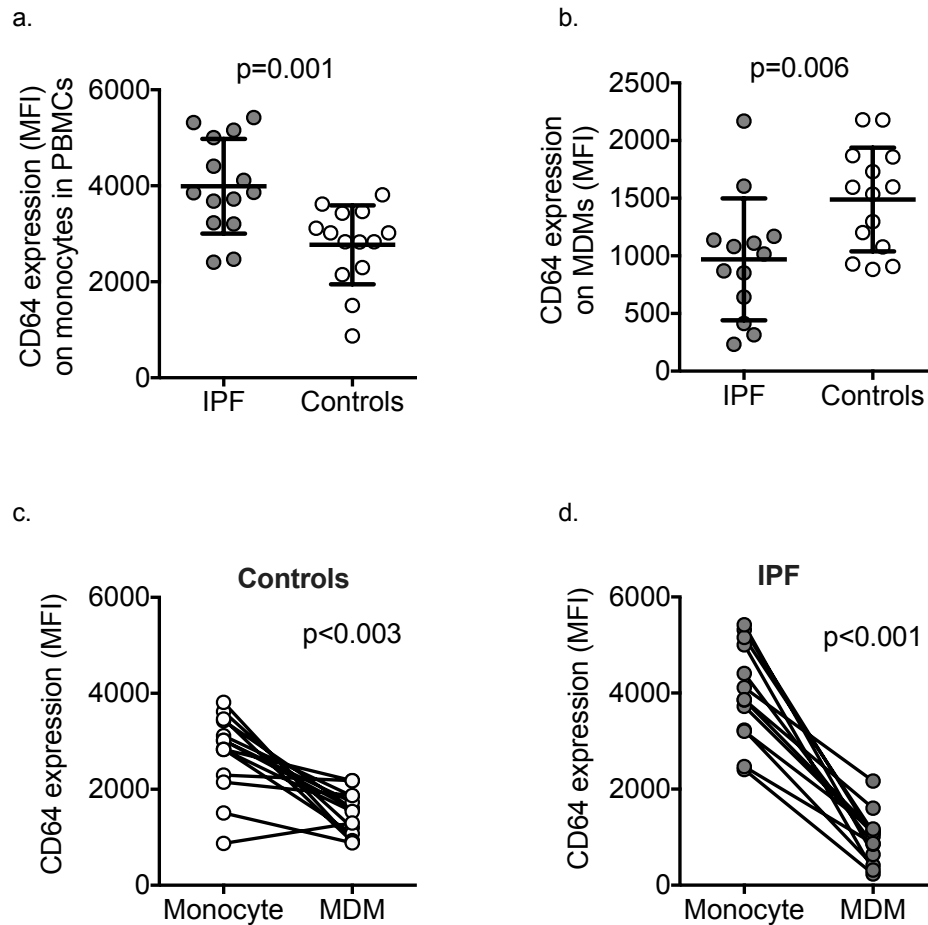 a.
p=0.001
CD64 expression (MFI)
on monocytes in PBMCs
6000
4000
2000
0
IPF
Controls
b.
p=0.006
CD64 expression
on MDMs (MFI)
2500
2000
1500
1000
500
0
IPF
Controls
c.
Controls
p<0.003
CD64 expression (MFI)
6000
4000
2000
0
Monocyte
MDM
d.
IPF
p<0.001
CD64 expression (MFI)
6000
4000
2000
0
Monocyte
MDM